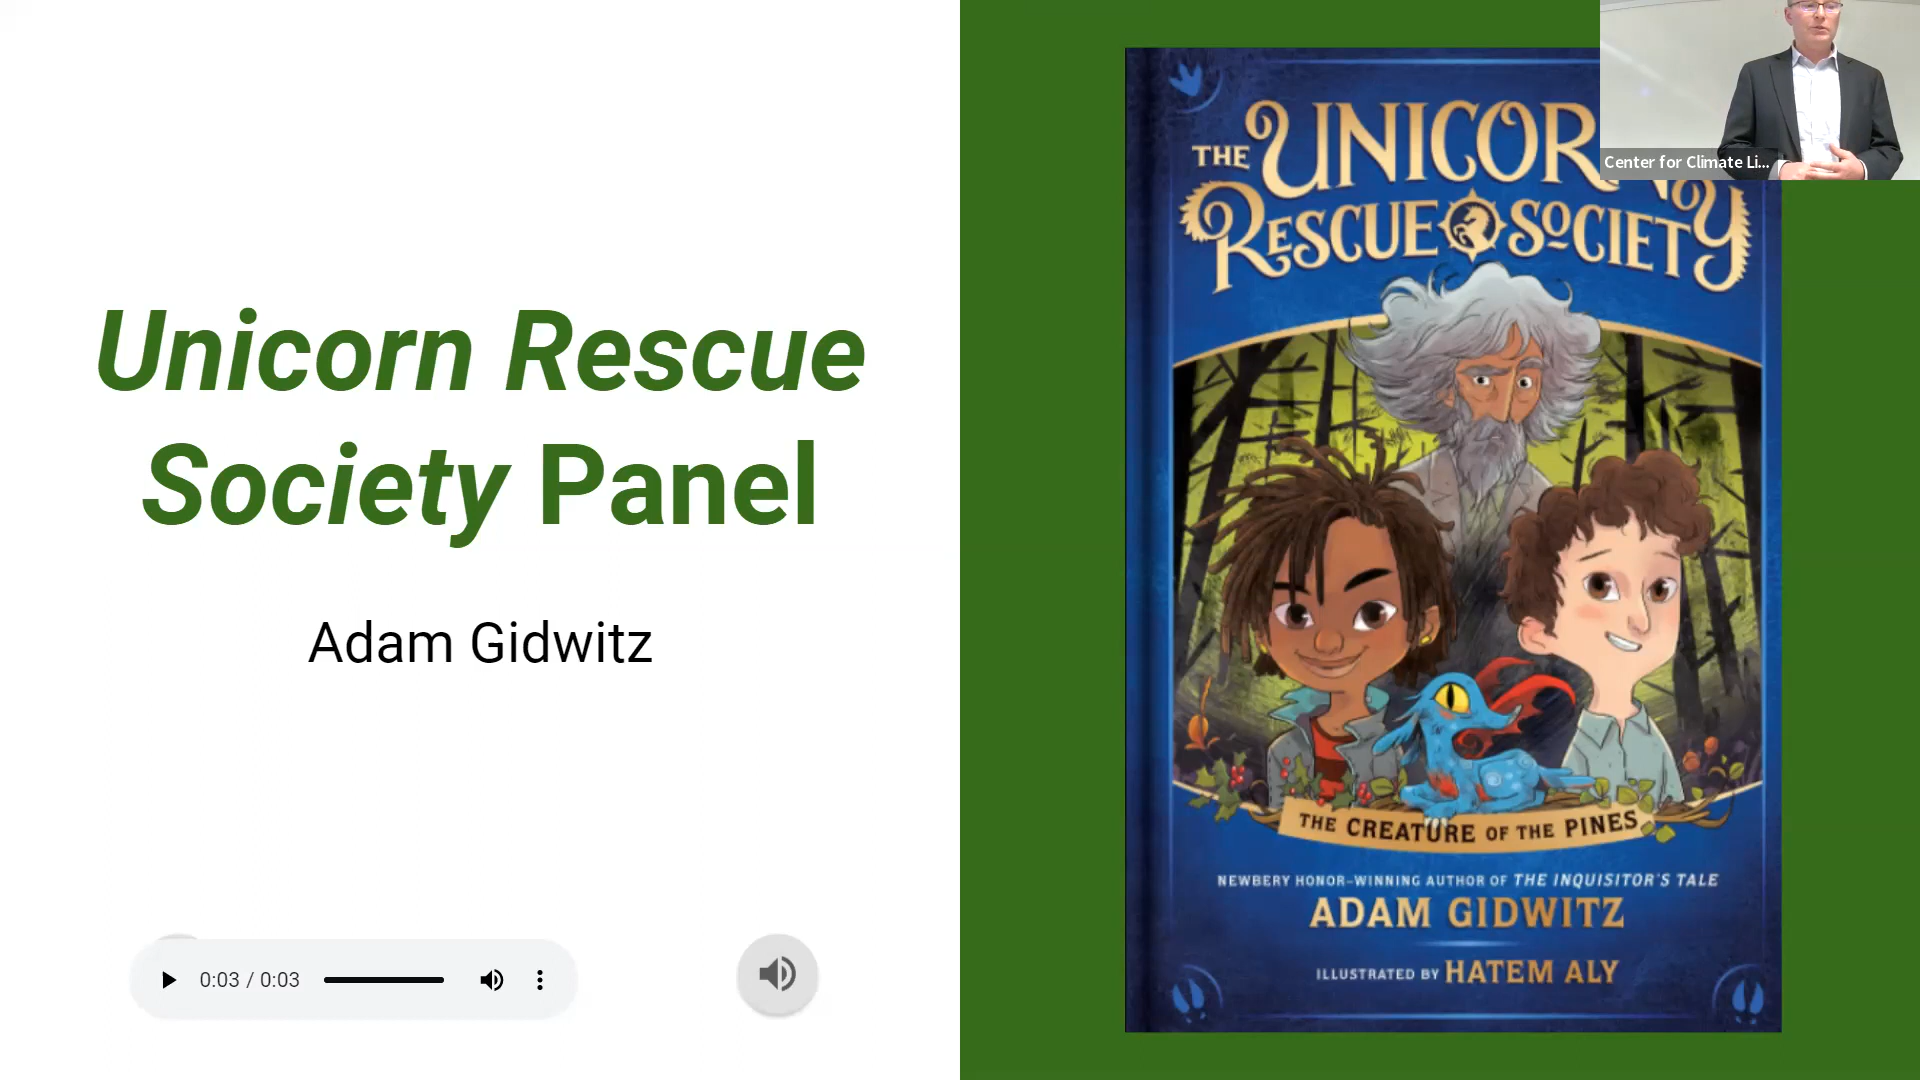 Unicorn Rescue
Society Panel
Adam Gidwitz
0:03 / 0:03
THE UNICORN
RESCUE SOCIETY
THE CREATURE OF THE PINES
NEWBERY HONOR–WINNING AUTHOR OF THE INQUISITOR'S TALE
ADAM GIDWITZ
ILLUSTRATED BY HATEM ALY
Center for Climate Li...